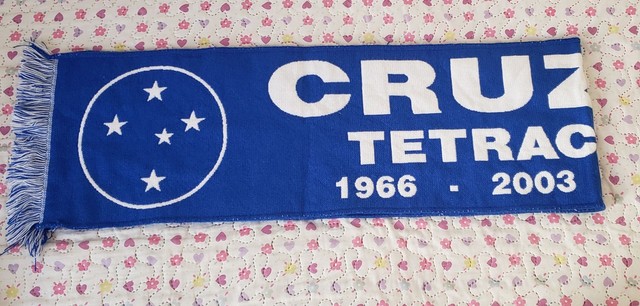 CRUZ
TETRAC
1966 - 2003